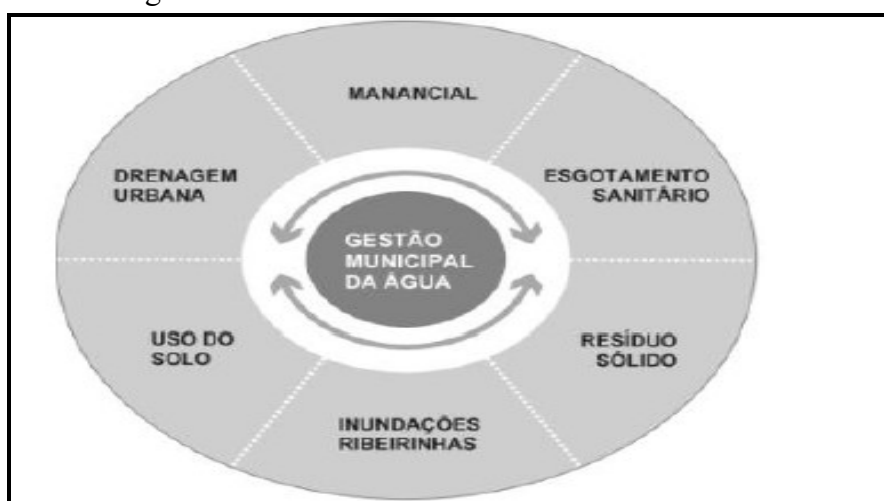 MANANCIAL
DRENAGEM
URBANA
ESGOTAMENTO
SANITÁRIO
GESTÃO
MUNICIPAL
DA ÁGUA
USO DO
SOLO
RESÍDUO
SÓLIDO
INUNDAÇÕES
RIBEIRINHAS